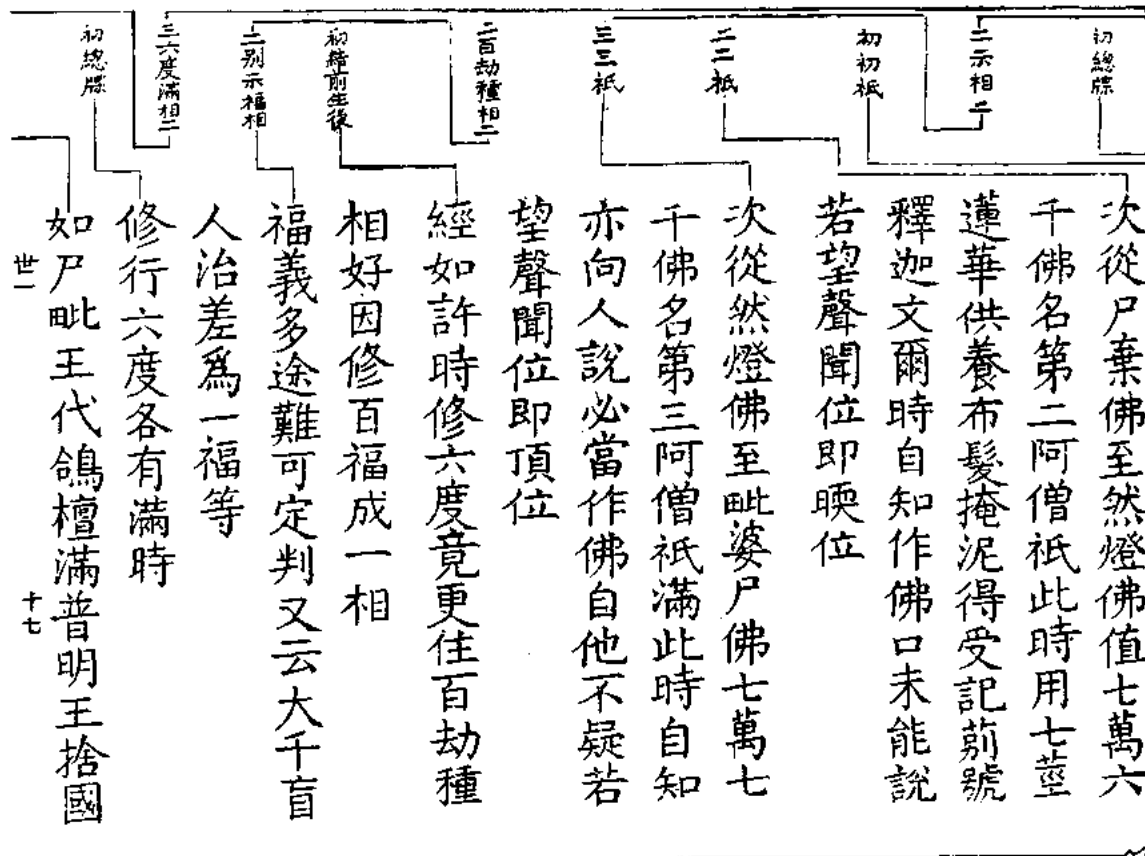 初總牒
二示相二
初初祇
二二祇
三三祇
二百劫種相二
初結前生後
二别示福相
三六度滿相二
初總牒
次從尸棄佛至然燈佛值七萬六
千佛名第二阿僧祇此時用七莖
蓮華供養布髮掩泥得受記莂號
釋迦文爾時自知作佛口未能說
若望聲聞位即㬉位
次從然燈佛至毗婆尸佛七萬七
千佛名第三阿僧祇滿此時自知
亦向人說必當作佛自他不疑若
望聲聞位即頂位
經如許時修六度竟更住百劫種
相好因修百福成一相
福義多途難可定判又云大千盲
人治差為一福等
修行六度各有滿時
如尸毗王代鴿檀滿普明王捨國
世一
十七